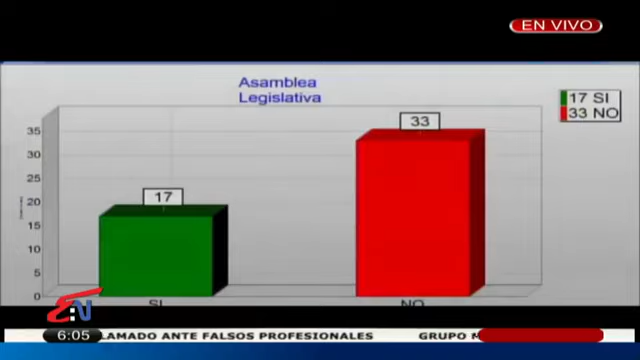 EN VIVO
Asamblea
Legislativa
17 SI
33 NO
35
30
25
20
15
10
5
0
17
33
SI
NO
EN
6:05
LAMADO ANTE FALSOS PROFESIONALES GRUPO